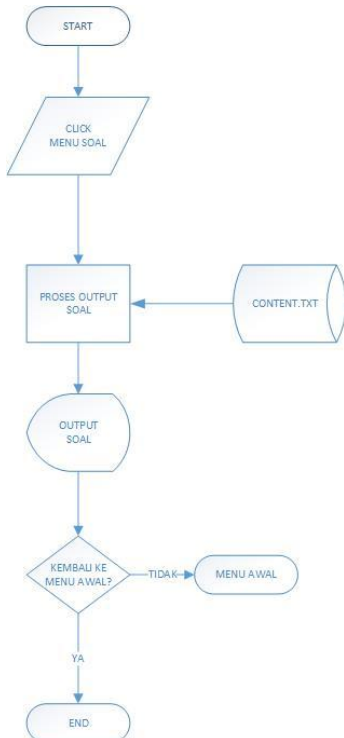 START
CLICK
MENU SOAL
PROSES OUTPUT
SOAL
CONTENT.TXT
OUTPUT
SOAL
KEMBALI KE
MENU AWAL?
TIDAK
MENU AWAL
YA
END